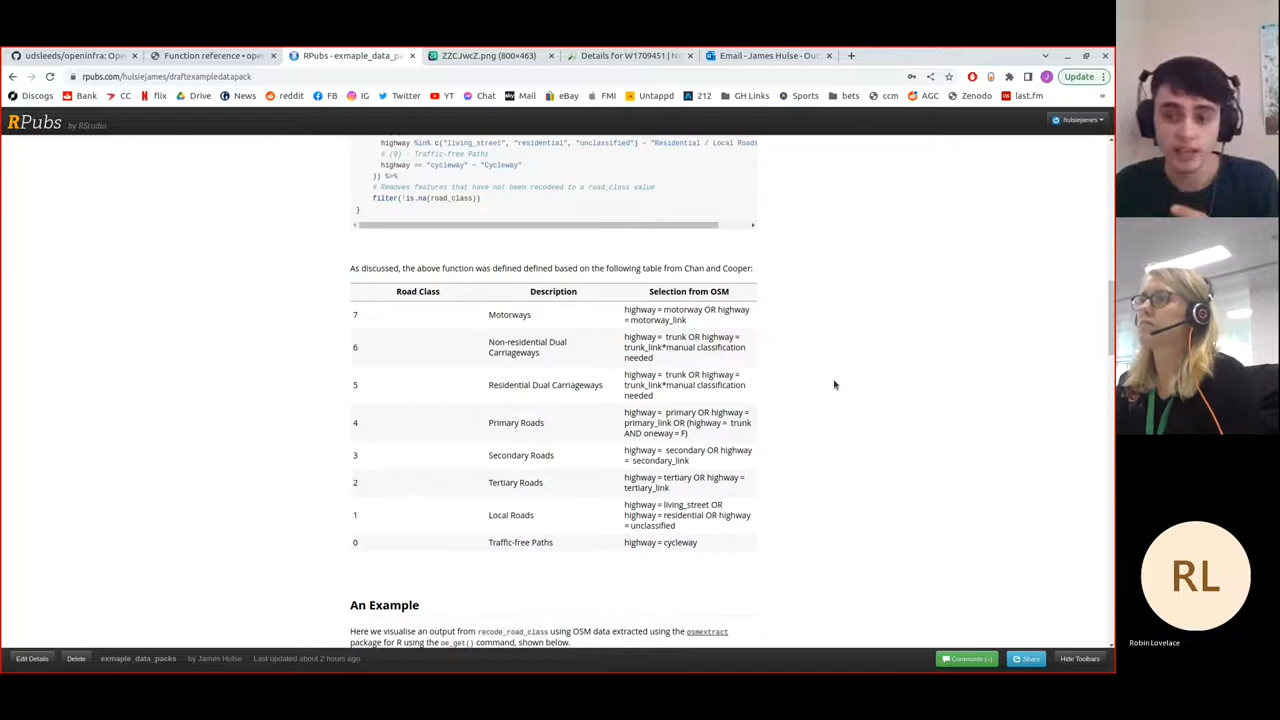 udsleeds/openinfra: Ope
Function reference • open
RPubs - exmaple_data_pa
ZZCJwcZ.png (800×463)
Details for W1709451 | No
Email - James Hulse - Out
rpubs.com/hulsiejames/draftexampledatapack
J
Update
Discogs
Bank
CC
flix
Drive
News
reddit
FB
IG
Twitter
YT
Chat
Mail
eBay
FMI
Untappd
212
GH Links
Sports
bets
ccm
AGC
Zenodo
last.fm
RPubs by RStudio
hulsiejames
highway %in% c("living_street", "residential", "unclassified") ~ "Residential / Local Roads
# (0) - Traffic-free Paths
highway == "cycleway" ~ "Cycleway"
)) %>%
# Removes features that have not been recodeed to a road_class value
filter(!is.na(road_class))
}
As discussed, the above function was defined defined based on the following table from Chan and Cooper:
Road Class Description Selection from OSM
7 Motorways highway = motorway OR highway
= motorway_link
6 Non-residential Dual
Carriageways highway = trunk OR highway =
trunk_link*manual classification
needed
5 Residential Dual Carriageways highway = trunk OR highway =
trunk_link*manual classification
needed
4 Primary Roads highway = primary OR highway =
primary_link OR (highway = trunk
AND oneway = F)
3 Secondary Roads highway = secondary OR highway
= secondary_link
2 Tertiary Roads highway = tertiary OR highway =
tertiary_link
1 Local Roads highway = living_street OR
highway = residential OR highway
= unclassified
0 Traffic-free Paths highway = cycleway
An Example
Here we visualise an output from recode_road_class using OSM data extracted using the osmextract
package for R using the oe_get() command, shown below.
Edit Details
Delete
exmaple_data_packs by James Hulse Last updated about 2 hours ago
Comments (–)
Share
Hide Toolbars
RL
Robin Lovelace